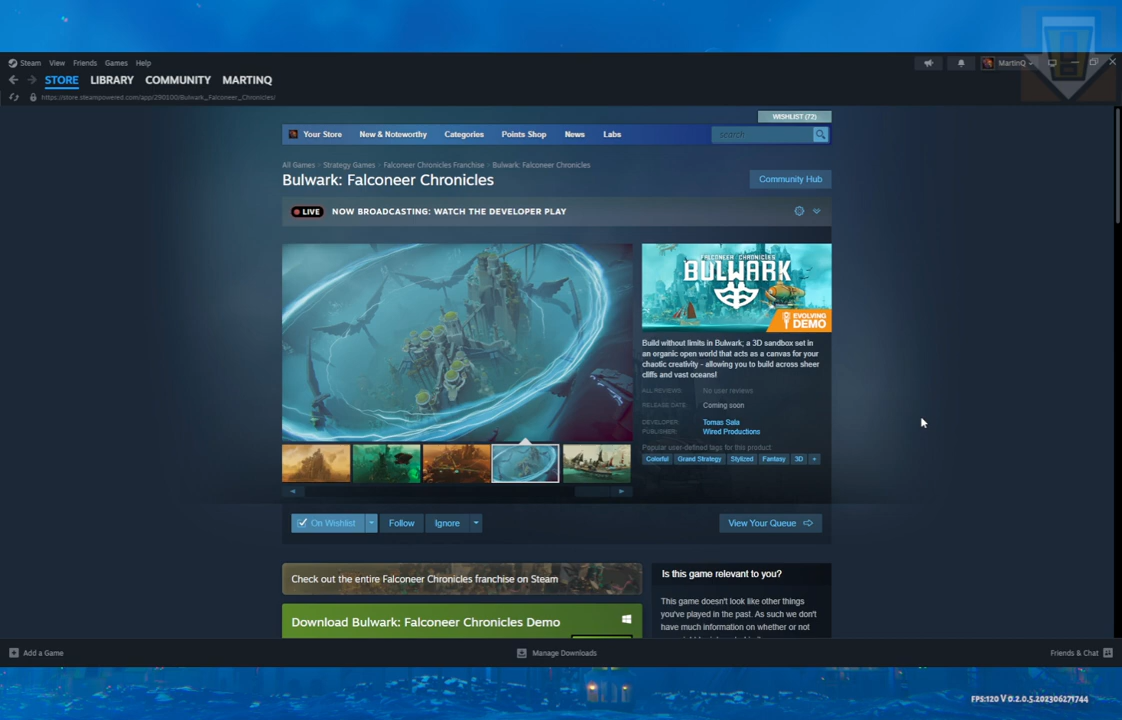 Steam View Friends Games Help
MartinQ
STORE LIBRARY COMMUNITY MARTINQ
https://store.steampowered.com/app/290100/Bulwark_Falconeer_Chronicles/
WISHLIST (72)
Your Store New & Noteworthy Categories Points Shop News Labs search
All Games > Strategy Games > Falconeer Chronicles Franchise > Bulwark: Falconeer Chronicles
Bulwark: Falconeer Chronicles
Community Hub
LIVE NOW BROADCASTING: WATCH THE DEVELOPER PLAY
FALCONEER CHRONICLES
BULWARK
EVOLVING
DEMO
Build without limits in Bulwark; a 3D sandbox set in
an organic open world that acts as a canvas for your
chaotic creativity - allowing you to build across sheer
cliffs and vast oceans!
ALL REVIEWS: No user reviews
RELEASE DATE: Coming soon
DEVELOPER: Tomas Sala
PUBLISHER: Wired Productions
Popular user-defined tags for this product:
Colorful Grand Strategy Stylized Fantasy 3D +
On Wishlist Follow Ignore View Your Queue
Check out the entire Falconeer Chronicles franchise on Steam
Is this game relevant to you?
Download Bulwark: Falconeer Chronicles Demo
This game doesn't look like other things
you've played in the past. As such we don't
have much information on whether or not
Add a Game Manage Downloads Friends & Chat
FPS:120 V 0.2.0.5.202306271744